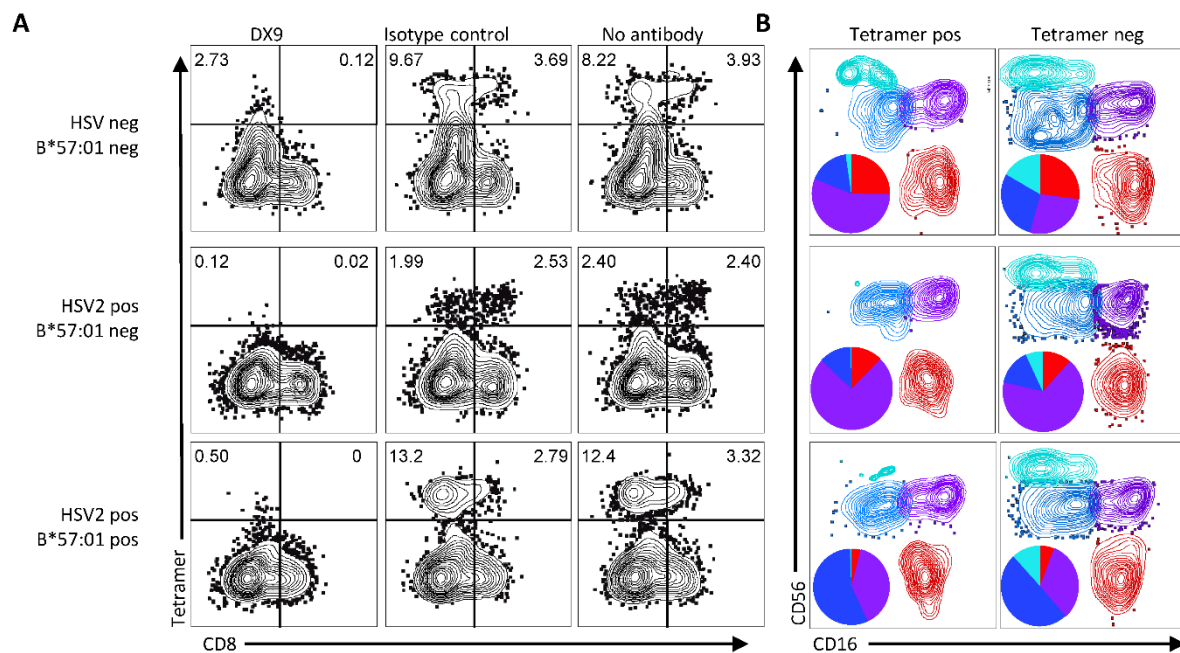 A
B
DX9
Isotype control
No antibody
Tetramer pos
Tetramer neg
HSV neg
B*57:01 neg
2.73
0.12
9.67
3.69
8.22
3.93
HSV2 pos
B*57:01 neg
0.12
0.02
1.99
2.53
2.40
2.40
HSV2 pos
B*57:01 pos
0.50
0
13.2
2.79
12.4
3.32
Tetramer
CD8
CD56
CD16